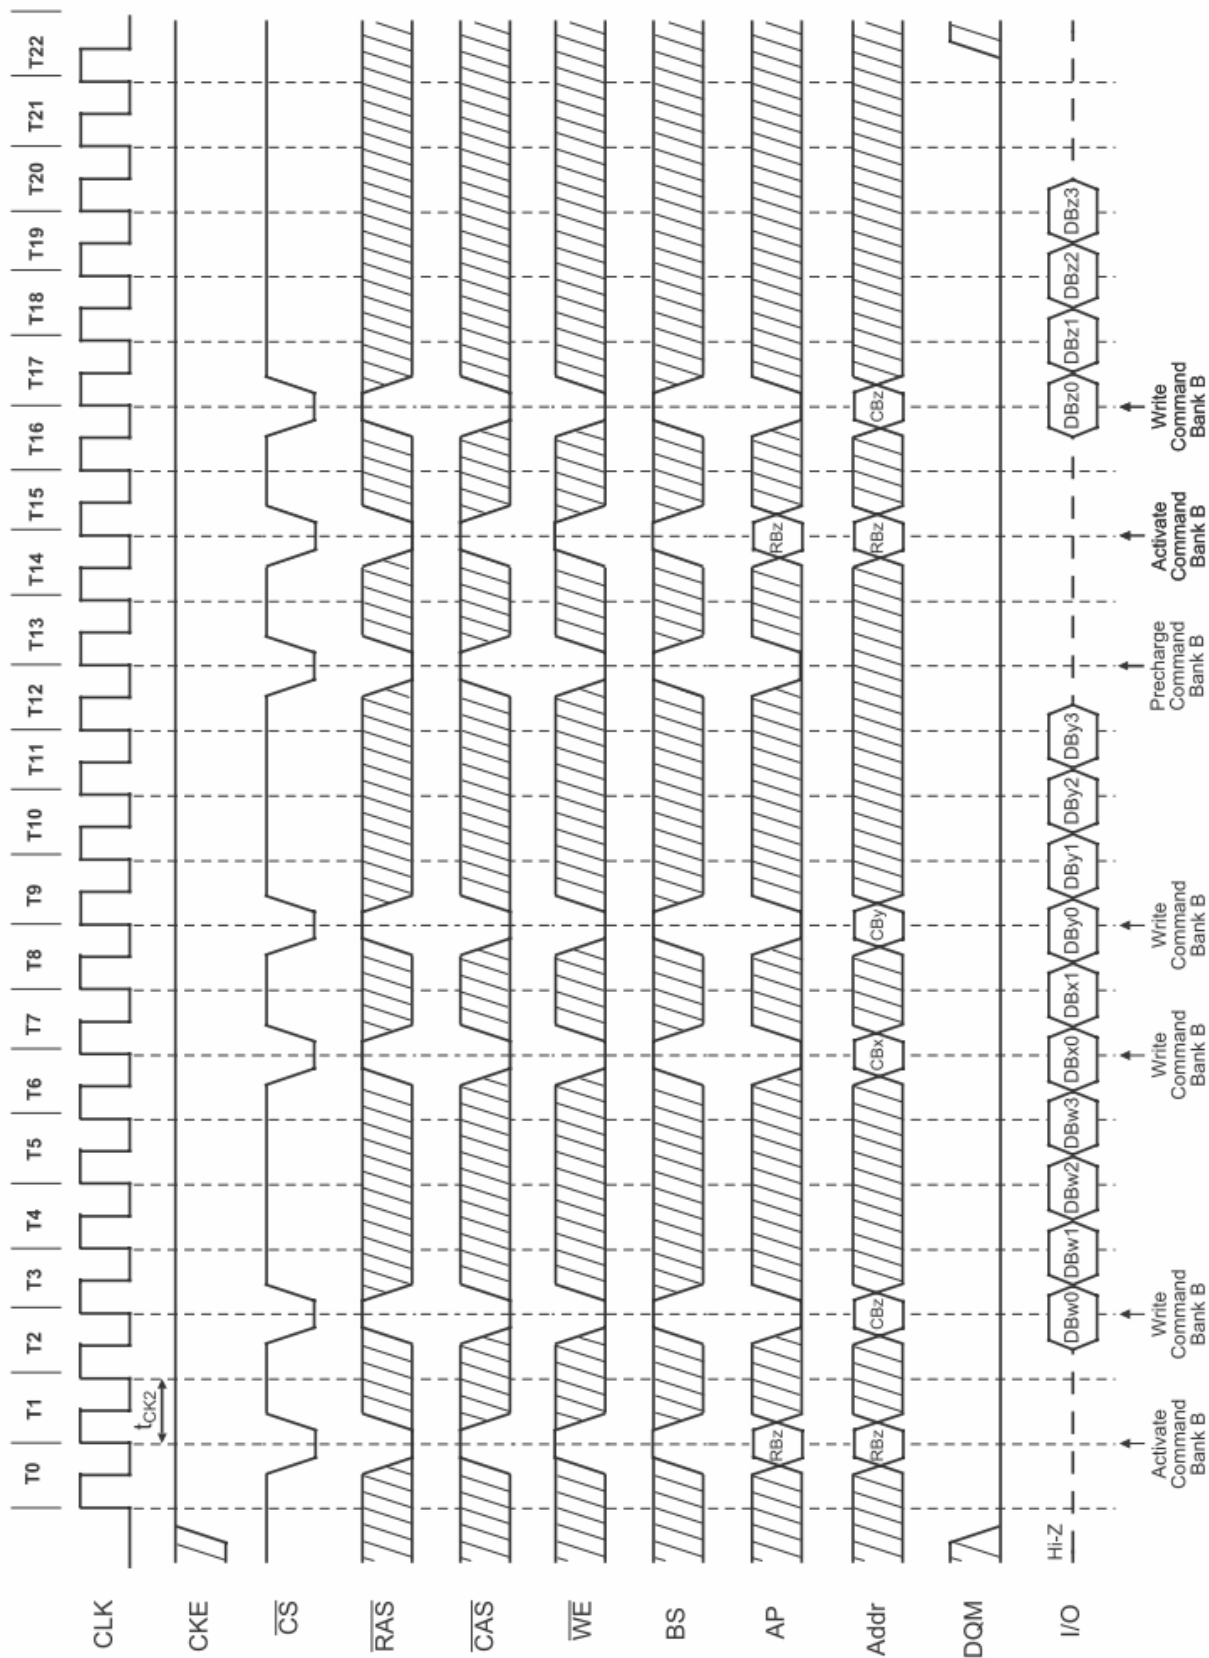 T0 T1 T2 T3 T4 T5 T6 T7 T8 T9 T10 T11 T12 T13 T14 T15 T16 T17 T18 T19 T20 T21 T22
CLK
tCK2
CKE
CS
RAS
CAS
WE
BS
AP RBz RBz
Addr RBz CBz CBx CBy RBz CBz
DQM
I/O Hi-Z DBw0 DBw1 DBw2 DBw3 DBx0 DBx1 DBy0 DBy1 DBy2 DBy3 DBz0 DBz1 DBz2 DBz3
Activate
Command
Bank B
Write
Command
Bank B
Write
Command
Bank B
Write
Command
Bank B
Precharge
Command
Bank B
Activate
Command
Bank B
Write
Command
Bank B